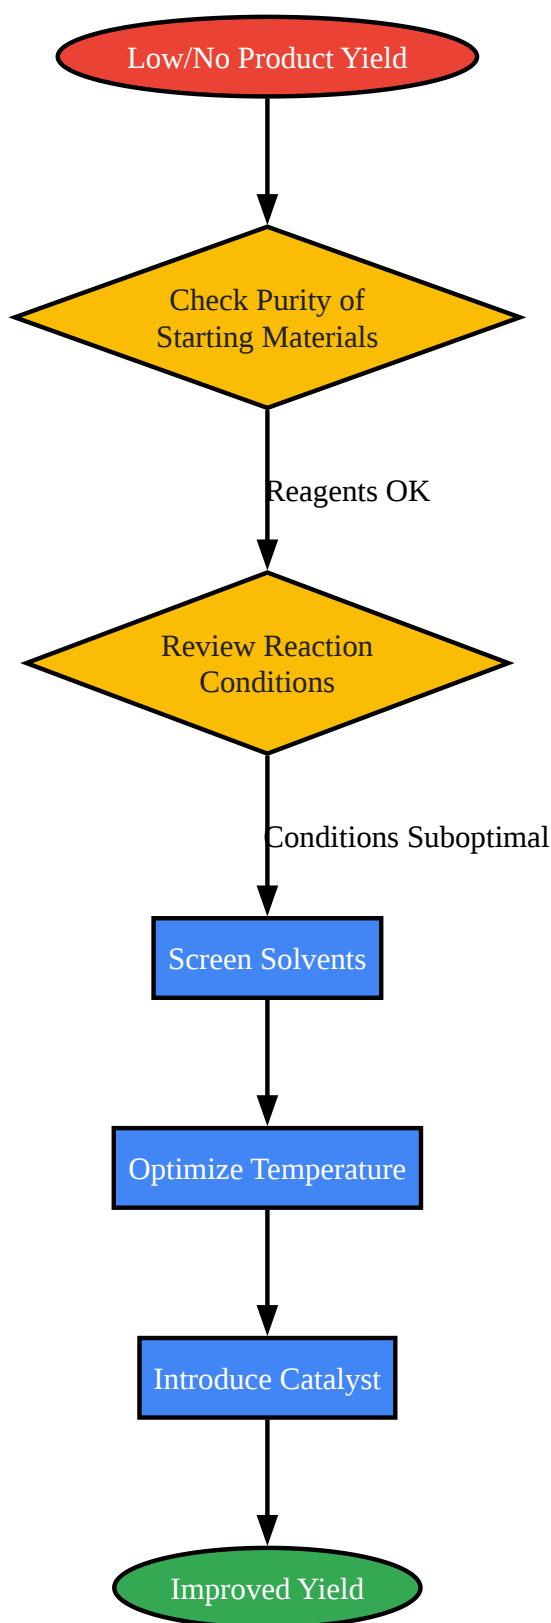 Low/No Product Yield
Check Purity of
Starting Materials
Reagents OK
Review Reaction
Conditions
Conditions Suboptimal
Screen Solvents
Optimize Temperature
Introduce Catalyst
Improved Yield